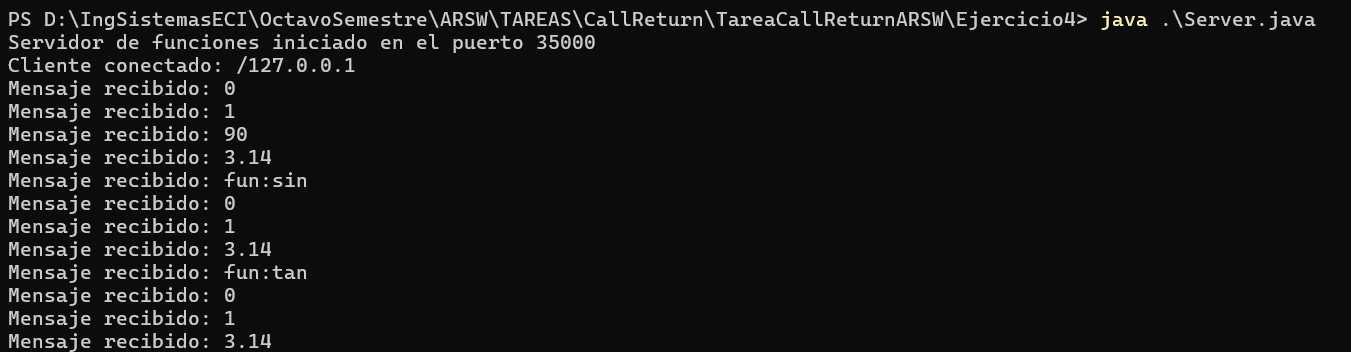 PS D:\IngSistemasECI\OctavoSemestre\ARSW\TAREAS\CallReturn\TareaCallReturnARSW\Ejercicio4> java .\Server.java
Servidor de funciones iniciado en el puerto 35000
Cliente conectado: /127.0.0.1
Mensaje recibido: 0
Mensaje recibido: 1
Mensaje recibido: 90
Mensaje recibido: 3.14
Mensaje recibido: fun:sin
Mensaje recibido: 0
Mensaje recibido: 1
Mensaje recibido: 3.14
Mensaje recibido: fun:tan
Mensaje recibido: 0
Mensaje recibido: 1
Mensaje recibido: 3.14